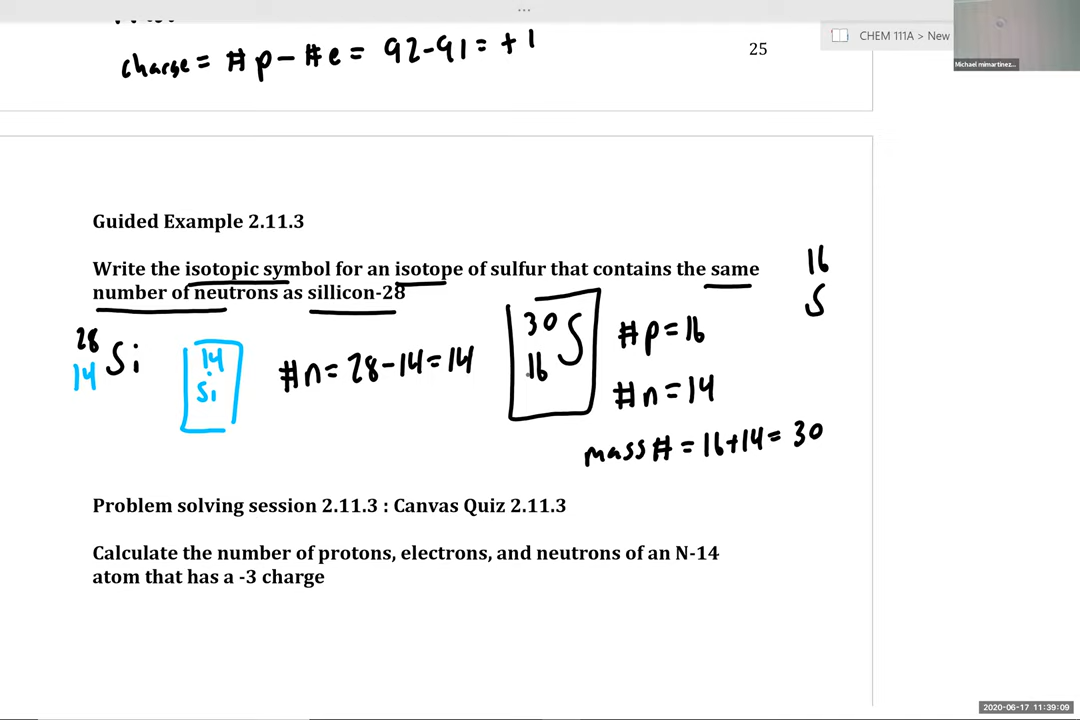 charge = #p - #e = 92-91 = +1
25
CHEM 111A > New
Michael mimartinez...
Guided Example 2.11.3
Write the isotopic symbol for an isotope of sulfur that contains the same
number of neutrons as sillicon-28
16
S
28
14
Si
14
Si
#n = 28-14 = 14
30
16
S
#p = 16
#n = 14
mass # = 16+14 = 30
Problem solving session 2.11.3 : Canvas Quiz 2.11.3
Calculate the number of protons, electrons, and neutrons of an N-14
atom that has a -3 charge
2020-06-17 11:39:09